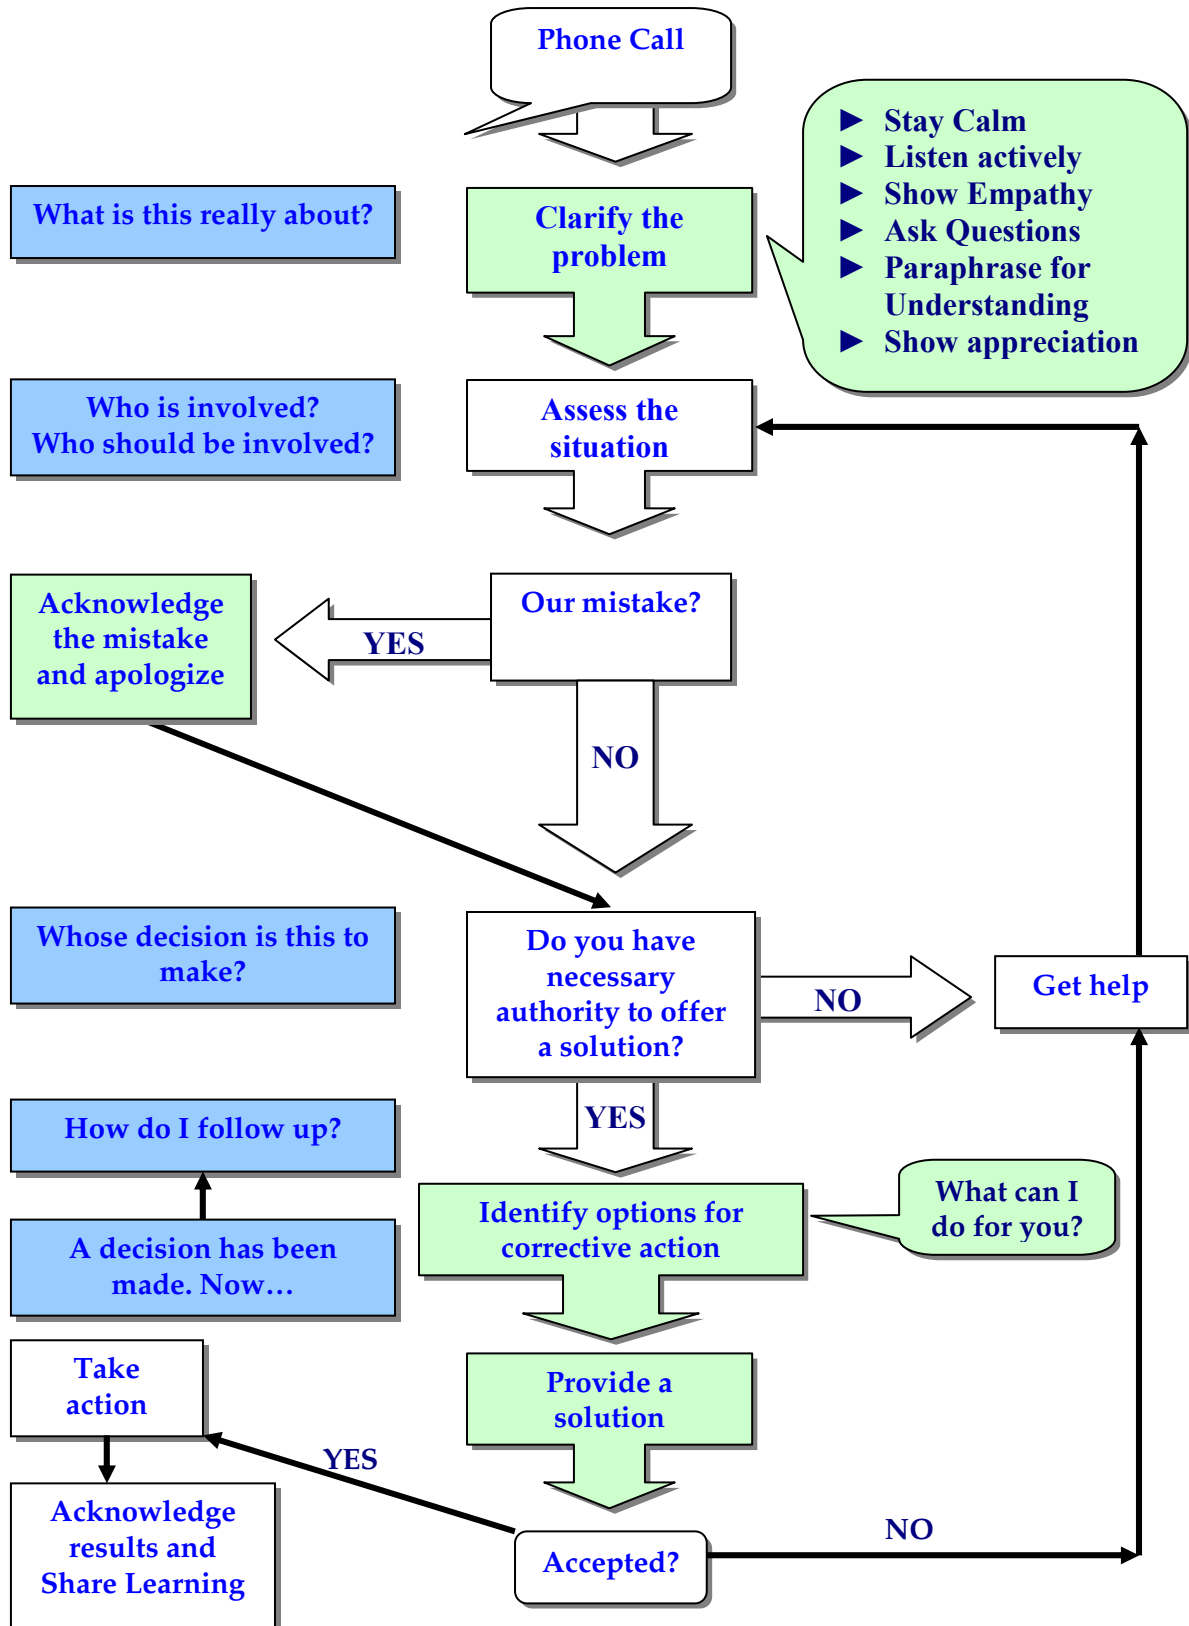 Phone Call
► Stay Calm
► Listen actively
► Show Empathy
► Ask Questions
► Paraphrase for
Understanding
► Show appreciation
What is this really about?
Clarify the
problem
Who is involved?
Who should be involved?
Assess the
situation
Acknowledge
the mistake
and apologize
YES
Our mistake?
NO
Whose decision is this to
make?
Do you have
necessary
authority to offer
a solution?
NO
Get help
YES
How do I follow up?
A decision has been
made. Now…
Identify options for
corrective action
What can I
do for you?
Take
action
Provide a
solution
YES
Acknowledge
results and
Share Learning
Accepted?
NO